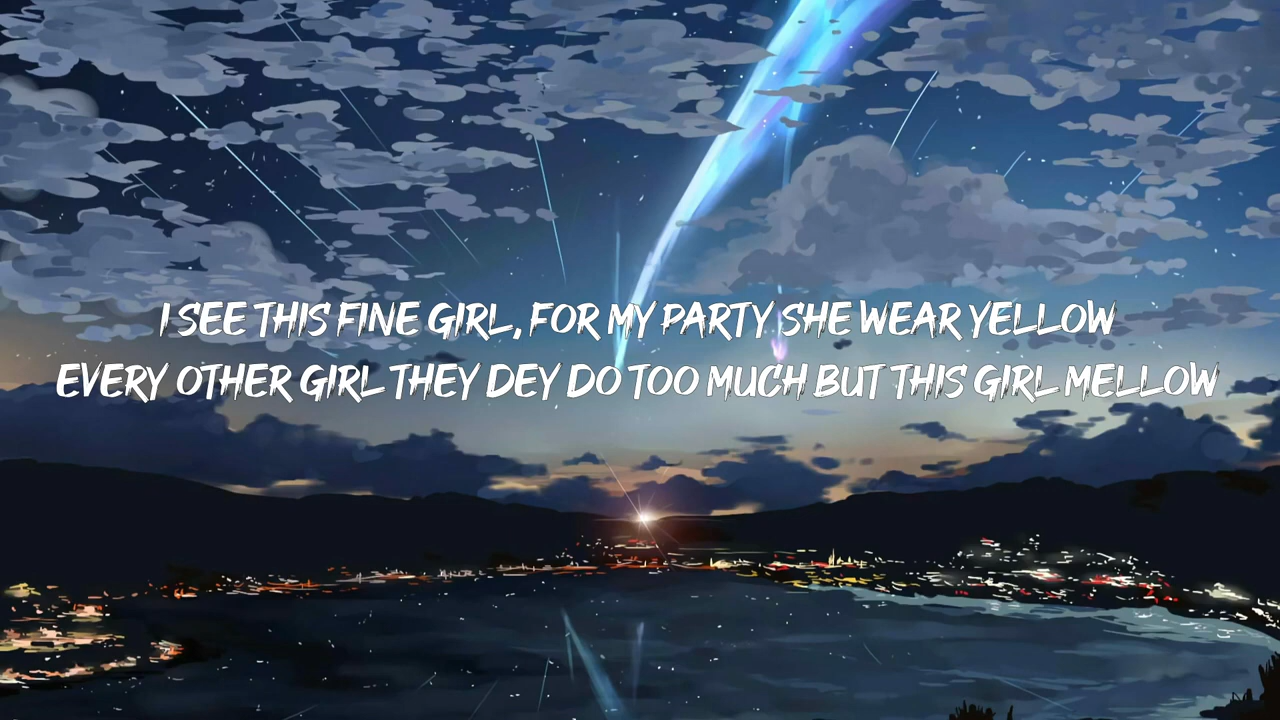 I SEE THIS FINE GIRL, FOR MY PARTY SHE WEAR YELLOW
EVERY OTHER GIRL THEY DEY DO TOO MUCH BUT THIS GIRL MELLOW